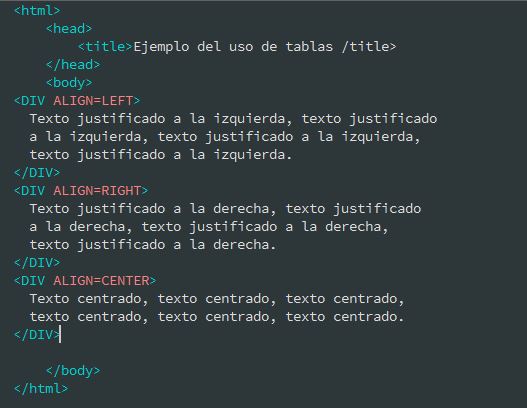 <html>
<head>
<title>Ejemplo del uso de tablas /title>
</head>
<body>
<DIV ALIGN=LEFT>
Texto justificado a la izquierda, texto justificado
a la izquierda, texto justificado a la izquierda,
texto justificado a la izquierda.
</DIV>
<DIV ALIGN=RIGHT>
Texto justificado a la derecha, texto justificado
a la derecha, texto justificado a la derecha,
texto justificado a la derecha.
</DIV>
<DIV ALIGN=CENTER>
Texto centrado, texto centrado, texto centrado,
texto centrado, texto centrado, texto centrado.
</DIV>
</body>
</html>